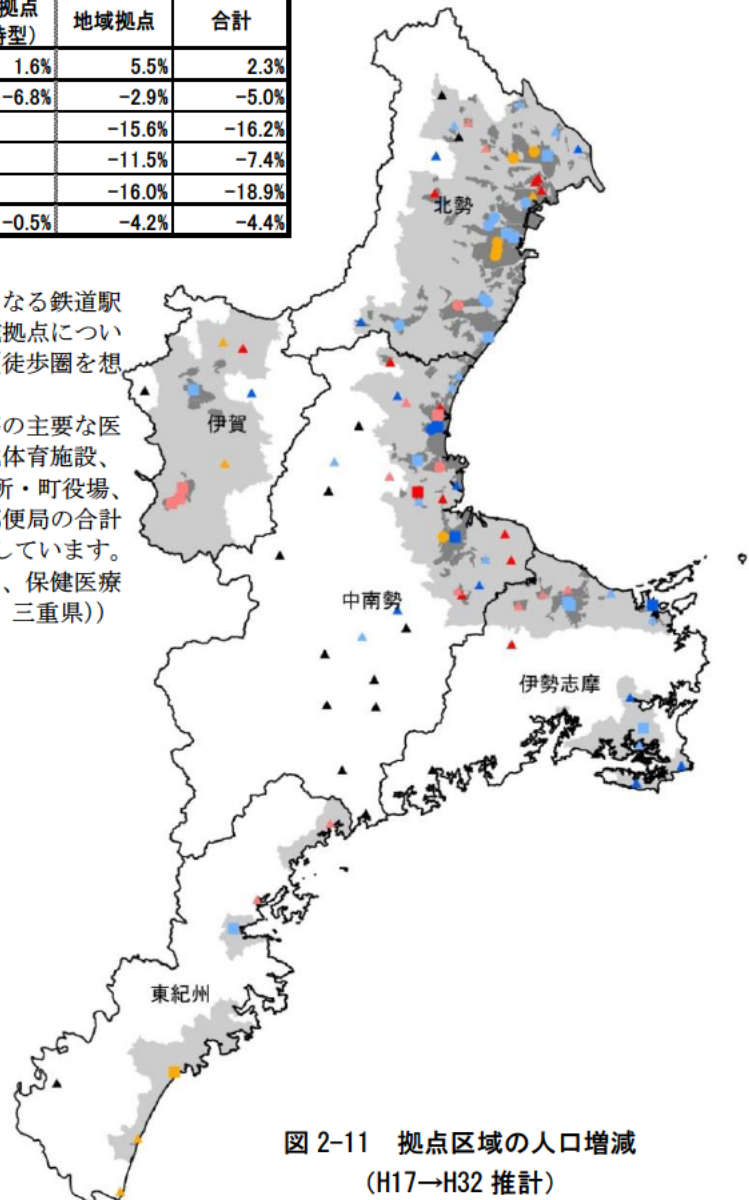 拠点 地域拠点 合計
時型）
1.6% 5.5% 2.3%
-6.8% -2.9% -5.0%
-15.6% -16.2%
-11.5% -7.4%
-16.0% -18.9%
-0.5% -4.2% -4.4%
なる鉄道駅
拠点につい
徒歩圏を想
の主要な医
体育施設、
所・町役場、
郵便局の合計
しています。
、保健医療
三重県））
北勢
伊賀
中南勢
伊勢志摩
東紀州
図 2-11 拠点区域の人口増減
（H17→H32 推計）